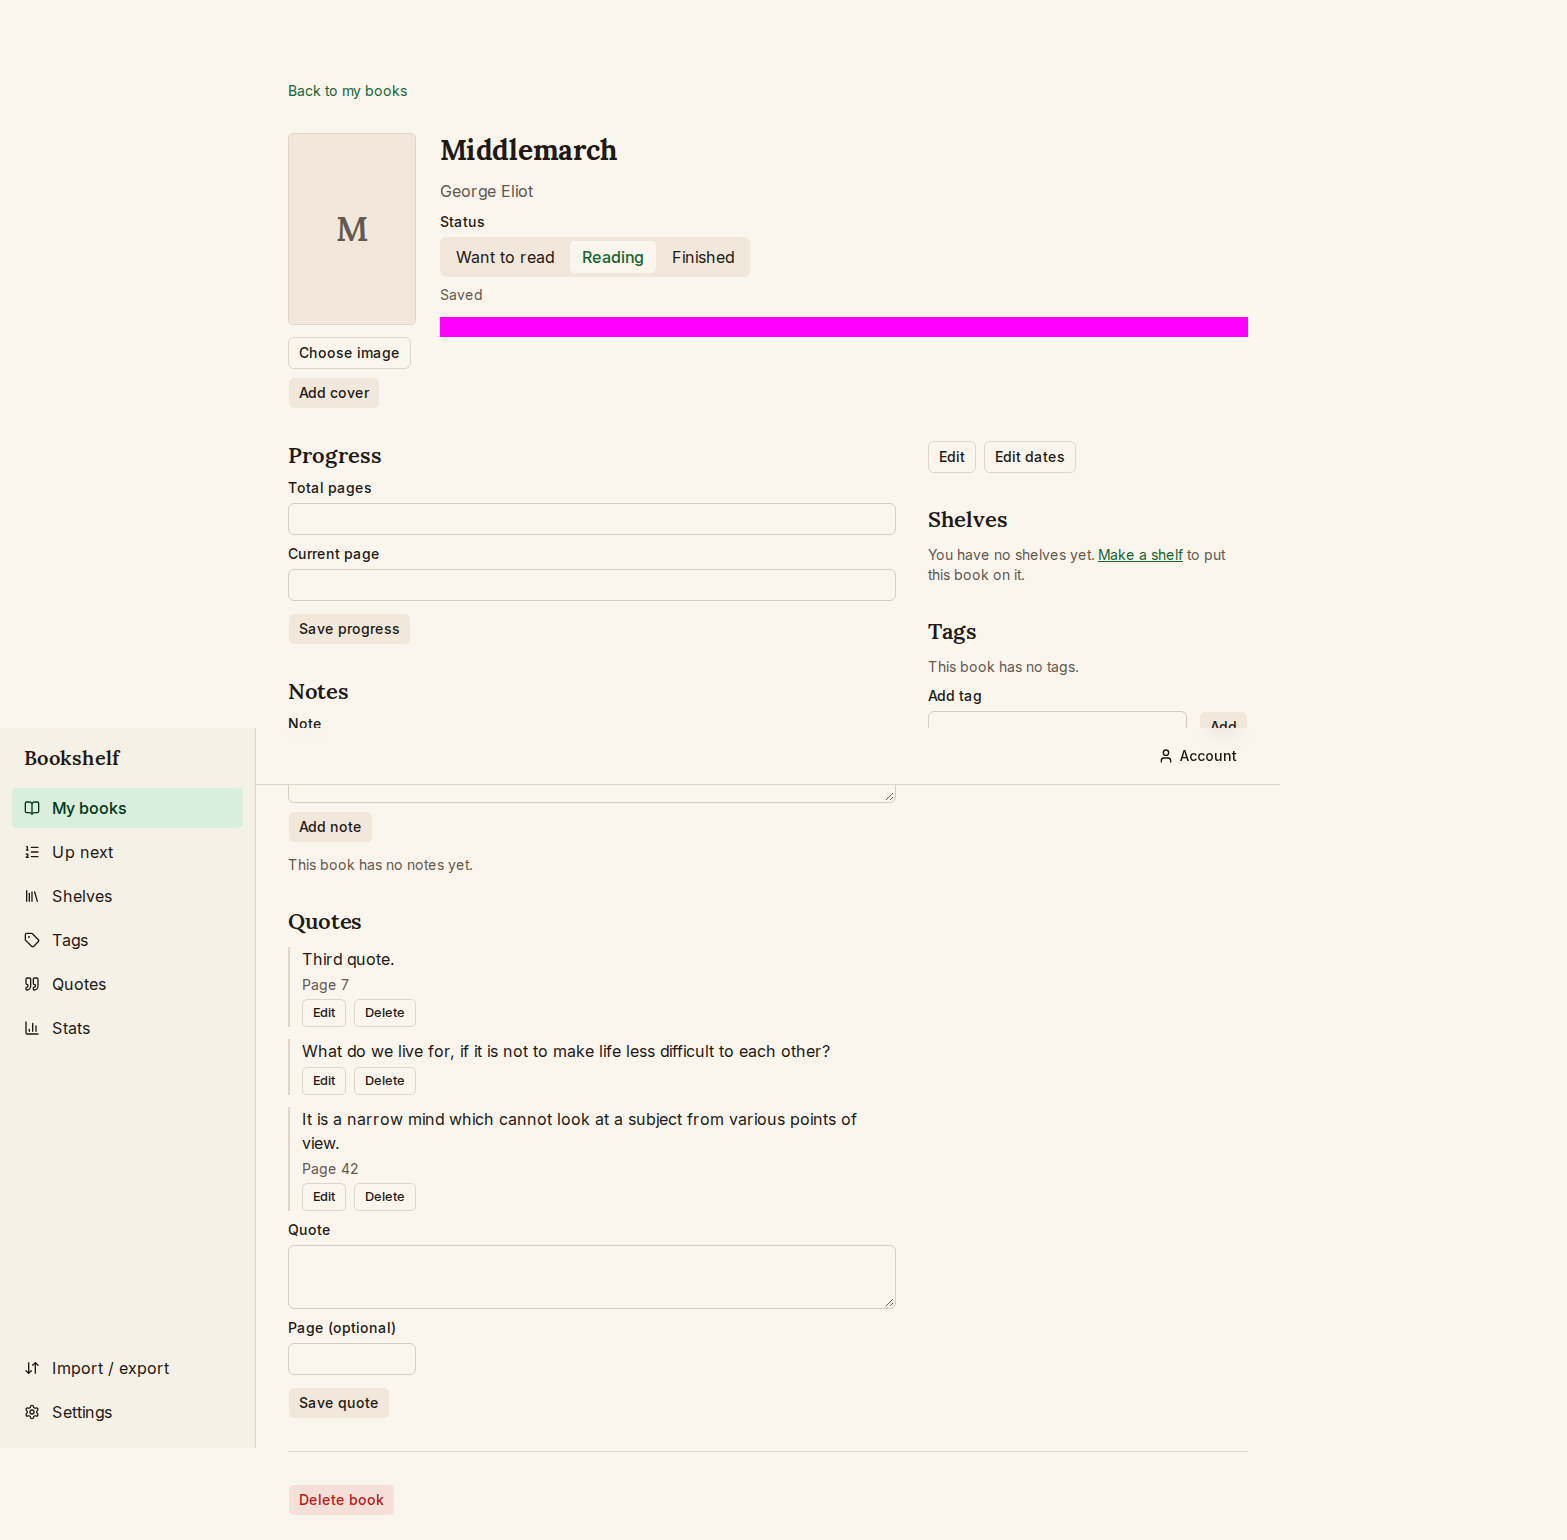 Back to my books
M
Middlemarch
George Eliot
Status
Want to read Reading Finished
Saved
Choose image
Add cover
Progress
Total pages
Current page
Save progress
Notes
Note
Edit Edit dates
Shelves
You have no shelves yet. Make a shelf to put
this book on it.
Tags
This book has no tags.
Add tag
Add
Bookshelf
My books
Up next
Shelves
Tags
Quotes
Stats
Import / export
Settings
Account
Add note
This book has no notes yet.
Quotes
Third quote.
Page 7
Edit Delete
What do we live for, if it is not to make life less difficult to each other?
Edit Delete
It is a narrow mind which cannot look at a subject from various points of
view.
Page 42
Edit Delete
Quote
Page (optional)
Save quote
Delete book